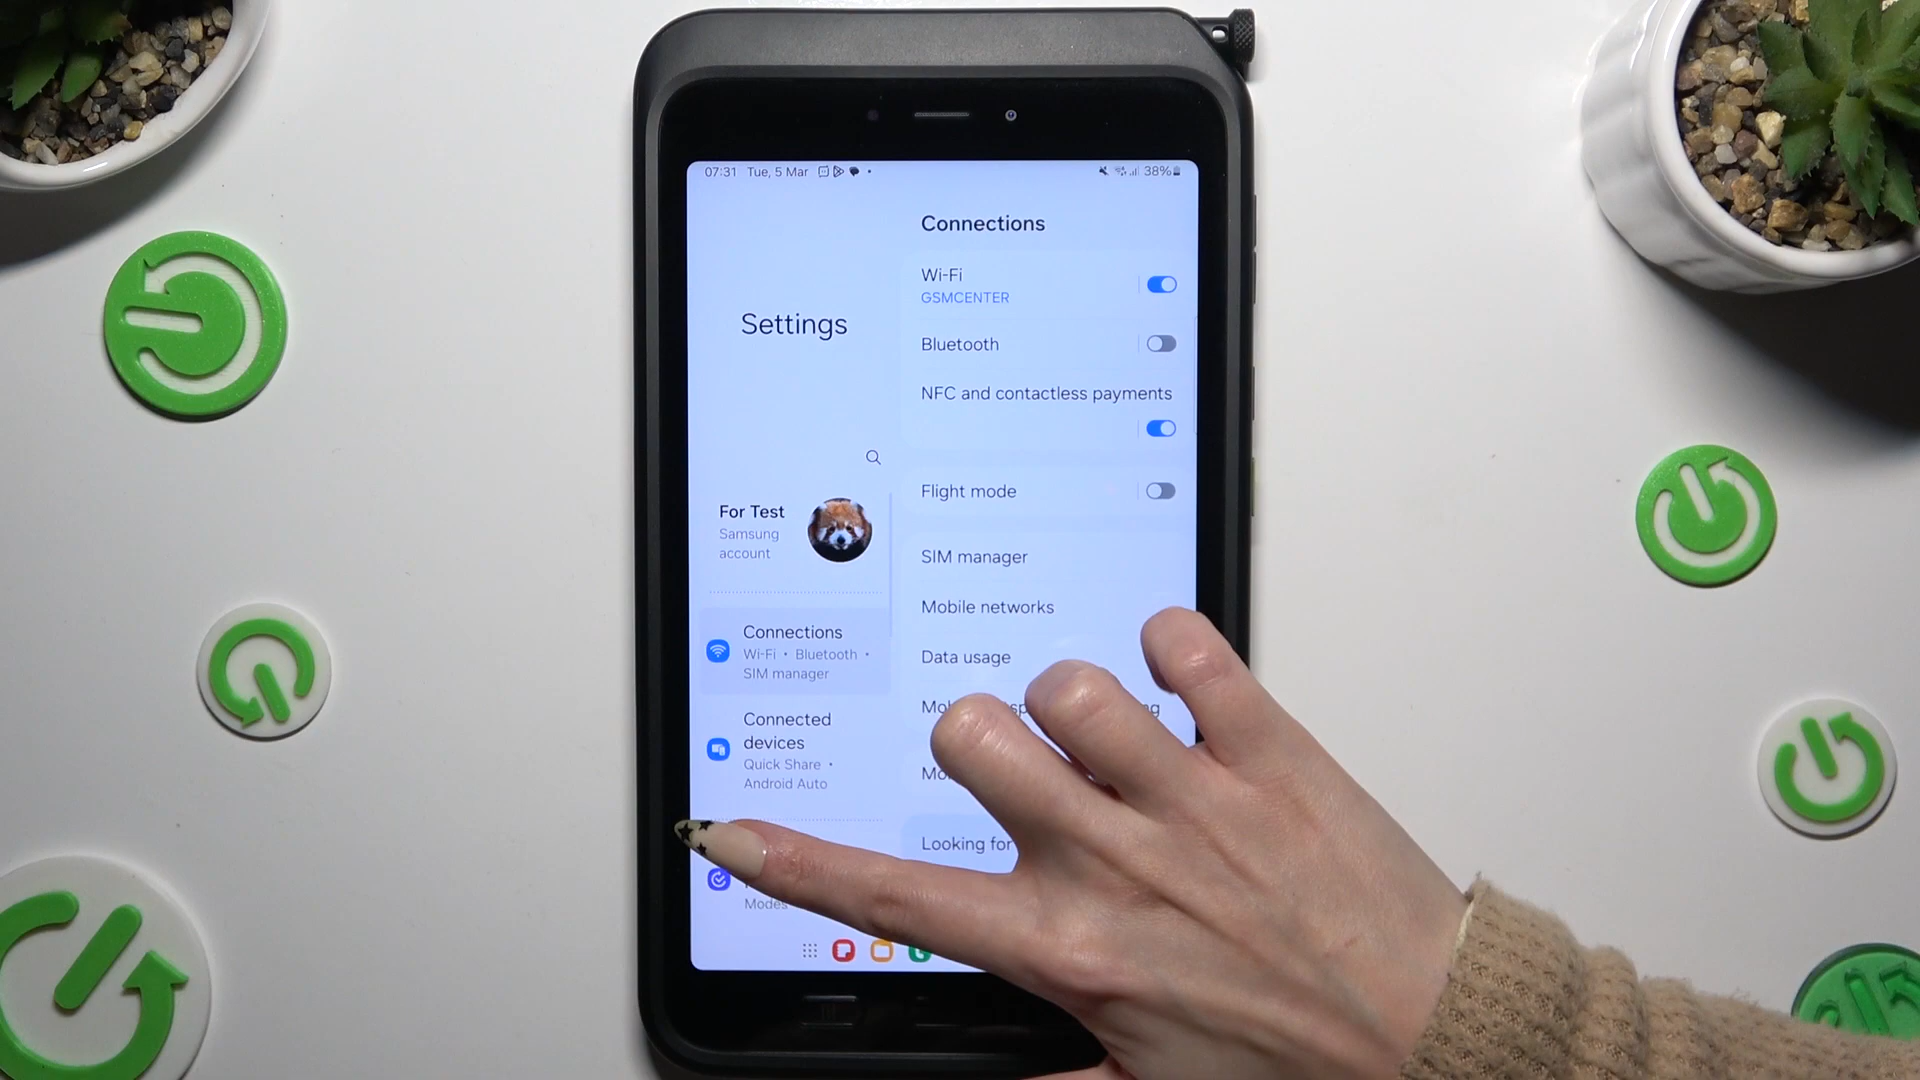 07:31 Tue, 5 Mar
38%
Connections
Wi-Fi
GSMCENTER
Bluetooth
NFC and contactless payments
Flight mode
SIM manager
Mobile networks
Data usage
Looking for
Settings
For Test
Samsung
account
Connections
Wi-Fi • Bluetooth •
SIM manager
Connected
devices
Quick Share •
Android Auto
Modes